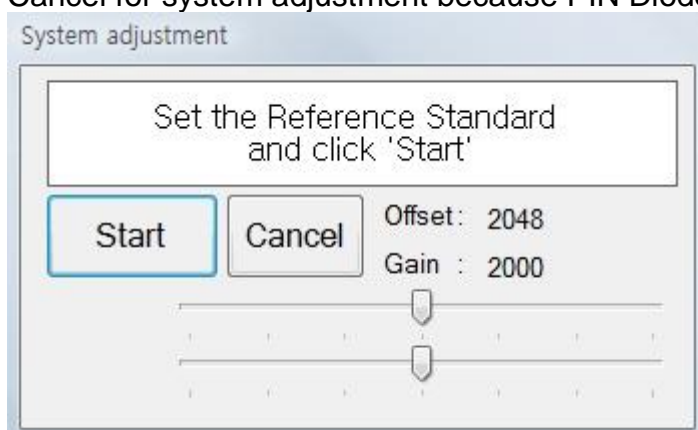 Cancel for system adjustment because PIN Diode
System adjustment
Set the Reference Standard
and click 'Start'
Start
Cancel
Offset : 2048
Gain : 2000